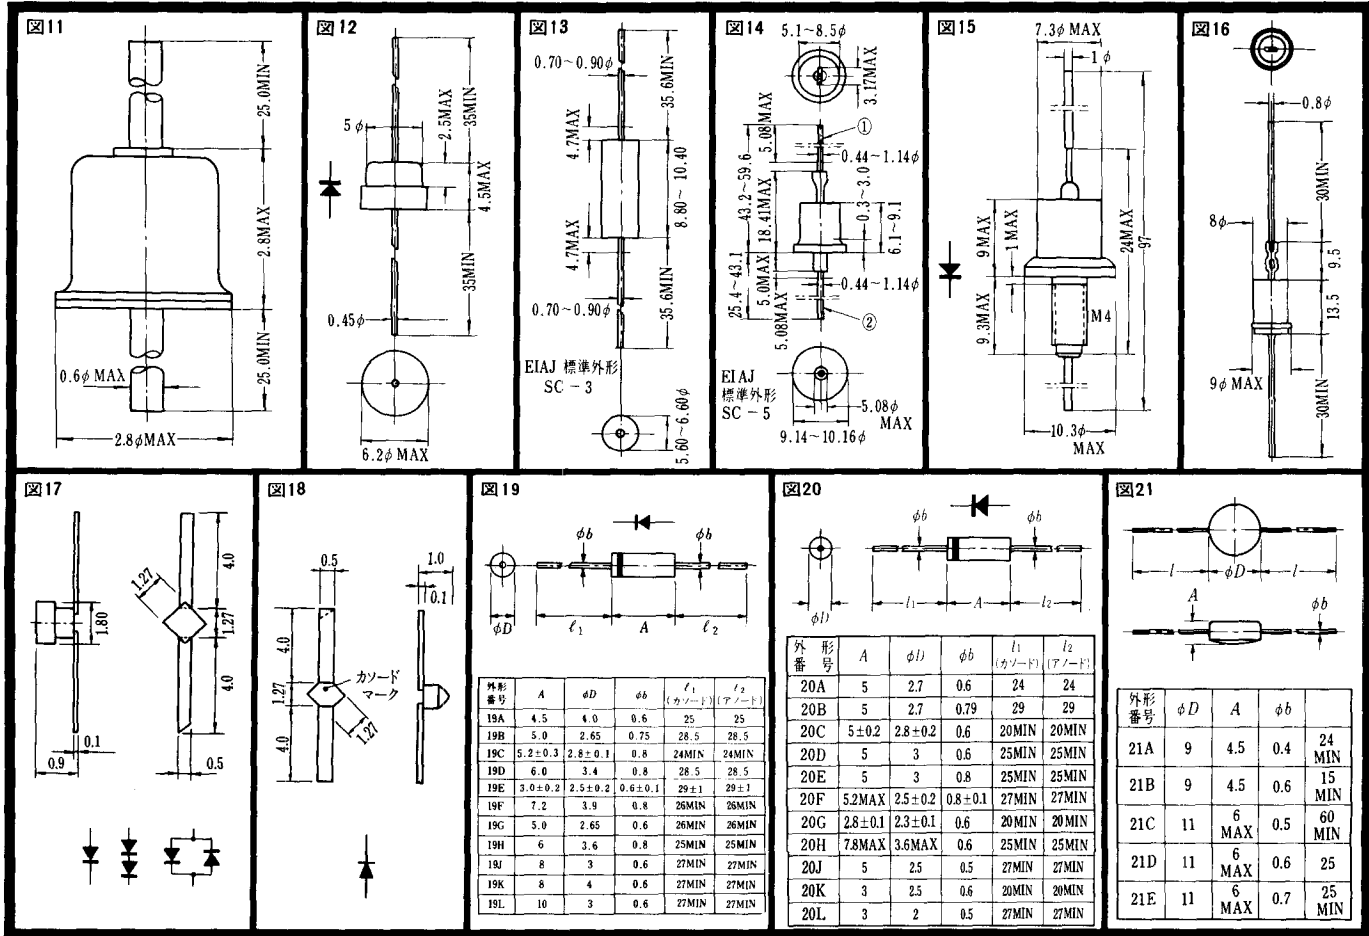 図11
25.0MIN
2.8MAX
25.0MIN
0.6φ MAX
2.8φMAX
図12
5φ
2.5MAX
35MIN
4.5MAX
35MIN
0.45φ
6.2φ MAX
図13
0.70~0.90φ
35.6MIN
4.7MAX
8.80~10.40
4.7MAX
0.70~0.90φ
35.6MIN
EIAJ 標準外形
SC-3
5.60~6.60φ
図14
5.1~8.5φ
3.17MAX
5.08MAX
①
0.44~1.14φ
43.2~59.6
18.41MAX
0.3~3.0
6.1~9.1
25.4~43.1
5.0MAX
0.44~1.14φ
5.08MAX
②
EIAJ
標準外形
SC-5
5.08φ
MAX
9.14~10.16φ
図15
7.3φ MAX
1φ
9MAX
1 MAX
24MAX
97
9.3MAX
M4
10.3φ
MAX
図16
0.8φ
30MIN
8φ
9.5
13.5
9φ MAX
30MIN
図17
1.27
4.0
1.80
1.27
4.0
0.1
0.9
0.5
図18
0.5
1.0
0.1
4.0
カソード
マーク
1.27
1.27
4.0
図19
φb
φb
φD
ℓ1
A
ℓ2
外形
番号
A
φD
φb
ℓ1
(カソード)
ℓ2
(アノード)
19A 4.5 4.0 0.6 25 25
19B 5.0 2.65 0.75 28.5 28.5
19C 5.2±0.3 2.8±0.1 0.8 24MIN 24MIN
19D 6.0 3.4 0.8 28.5 28.5
19E 3.0±0.2 2.5±0.2 0.6±0.1 29±1 29±1
19F 7.2 3.9 0.8 26MIN 26MIN
19G 5.0 2.65 0.6 26MIN 26MIN
19H 6 3.6 0.8 25MIN 25MIN
19J 8 3 0.6 27MIN 27MIN
19K 8 4 0.6 27MIN 27MIN
19L 10 3 0.6 27MIN 27MIN
図20
φb
φb
φD
l1
A
l2
外形
番号
A
φD
φb
l1
(カソード)
l2
(アノード)
20A 5 2.7 0.6 24 24
20B 5 2.7 0.79 29 29
20C 5±0.2 2.8±0.2 0.6 20MIN 20MIN
20D 5 3 0.6 25MIN 25MIN
20E 5 3 0.8 25MIN 25MIN
20F 5.2MAX 2.5±0.2 0.8±0.1 27MIN 27MIN
20G 2.8±0.1 2.3±0.1 0.6 20MIN 20MIN
20H 7.8MAX 3.6MAX 0.6 25MIN 25MIN
20J 5 2.5 0.5 27MIN 27MIN
20K 3 2.5 0.6 20MIN 20MIN
20L 3 2 0.5 27MIN 27MIN
図21
l
φD
l
A
φb
外形
番号
φD
A
φb
21A 9 4.5 0.4 24 MIN
21B 9 4.5 0.6 15 MIN
21C 11 6 MAX 0.5 60 MIN
21D 11 6 MAX 0.6 25
21E 11 6 MAX 0.7 25 MIN